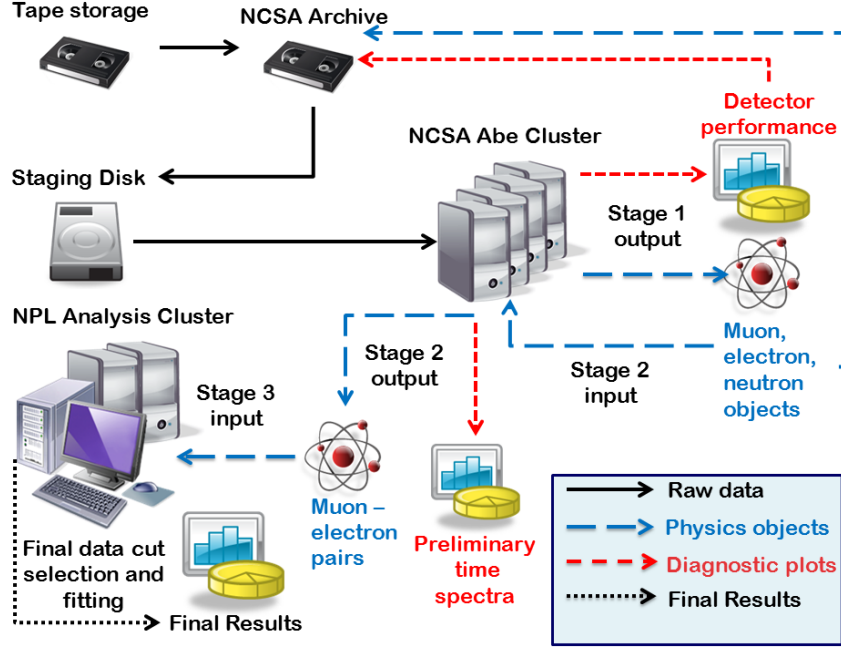 Tape storage
NCSA Archive
Detector
performance
NCSA Abe Cluster
Staging Disk
Stage 1
output
NPL Analysis Cluster
Muon,
electron,
neutron
objects
Stage 2
output
Stage 2
input
Stage 3
input
Muon –
electron
pairs
Preliminary
time
spectra
Final data cut
selection and
fitting
Final Results
Raw data
Physics objects
Diagnostic plots
Final Results